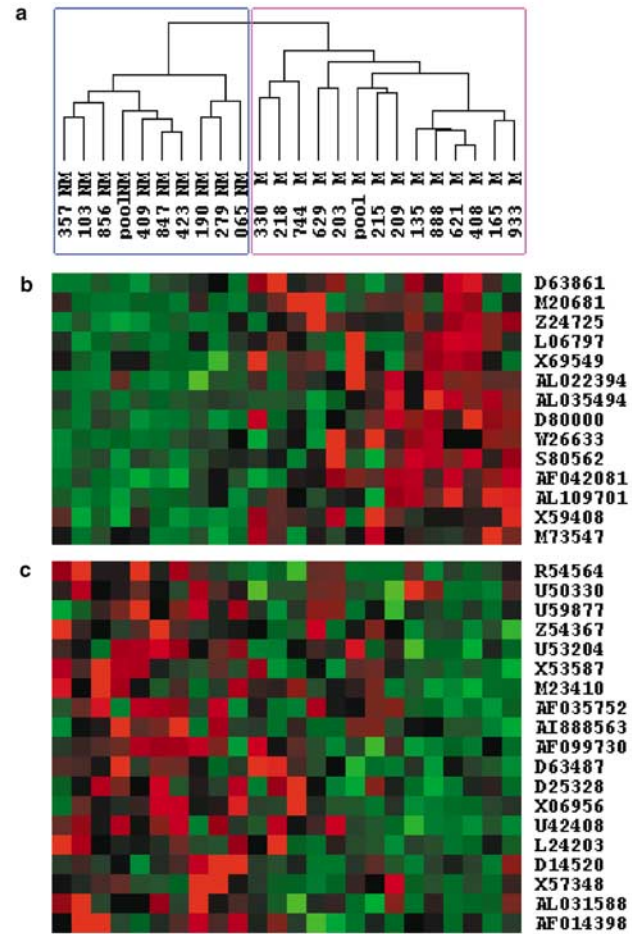 a
357 NM
103 NM
856 NM
poolNM
409 NM
847 NM
423 NM
190 NM
279 NM
065 NM
330 M
218 M
744 M
629 M
203 M
pool M
215 M
209 M
135 M
888 M
621 M
408 M
165 M
933 M
b
D63861
M20681
Z24725
L06797
X69549
AL022394
AL035494
D80000
W26633
S80562
AF042081
AL109701
X59408
M73547
c
R54564
U50330
U59877
Z54367
U53204
X53587
M23410
AF035752
AI888563
AF099730
D63487
D25328
X06956
U42408
L24203
D14520
X57348
AL031588
AF014398